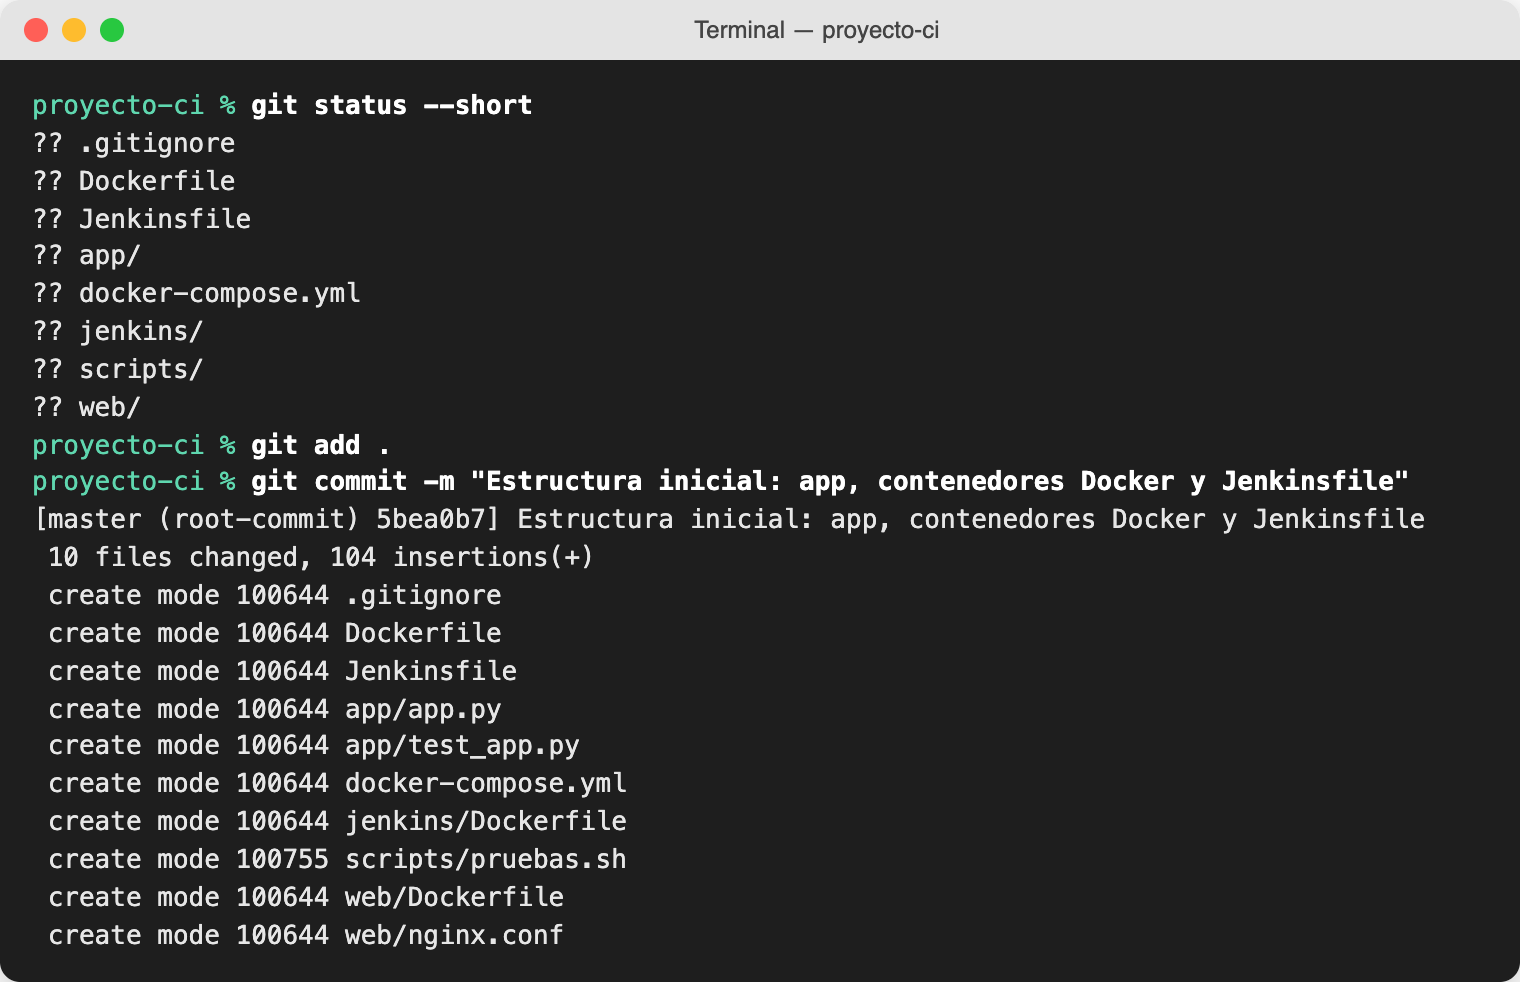 Terminal — proyecto-ci
proyecto-ci % git status --short
?? .gitignore
?? Dockerfile
?? Jenkinsfile
?? app/
?? docker-compose.yml
?? jenkins/
?? scripts/
?? web/
proyecto-ci % git add .
proyecto-ci % git commit -m "Estructura inicial: app, contenedores Docker y Jenkinsfile"
[master (root-commit) 5bea0b7] Estructura inicial: app, contenedores Docker y Jenkinsfile
 10 files changed, 104 insertions(+)
 create mode 100644 .gitignore
 create mode 100644 Dockerfile
 create mode 100644 Jenkinsfile
 create mode 100644 app/app.py
 create mode 100644 app/test_app.py
 create mode 100644 docker-compose.yml
 create mode 100644 jenkins/Dockerfile
 create mode 100755 scripts/pruebas.sh
 create mode 100644 web/Dockerfile
 create mode 100644 web/nginx.conf